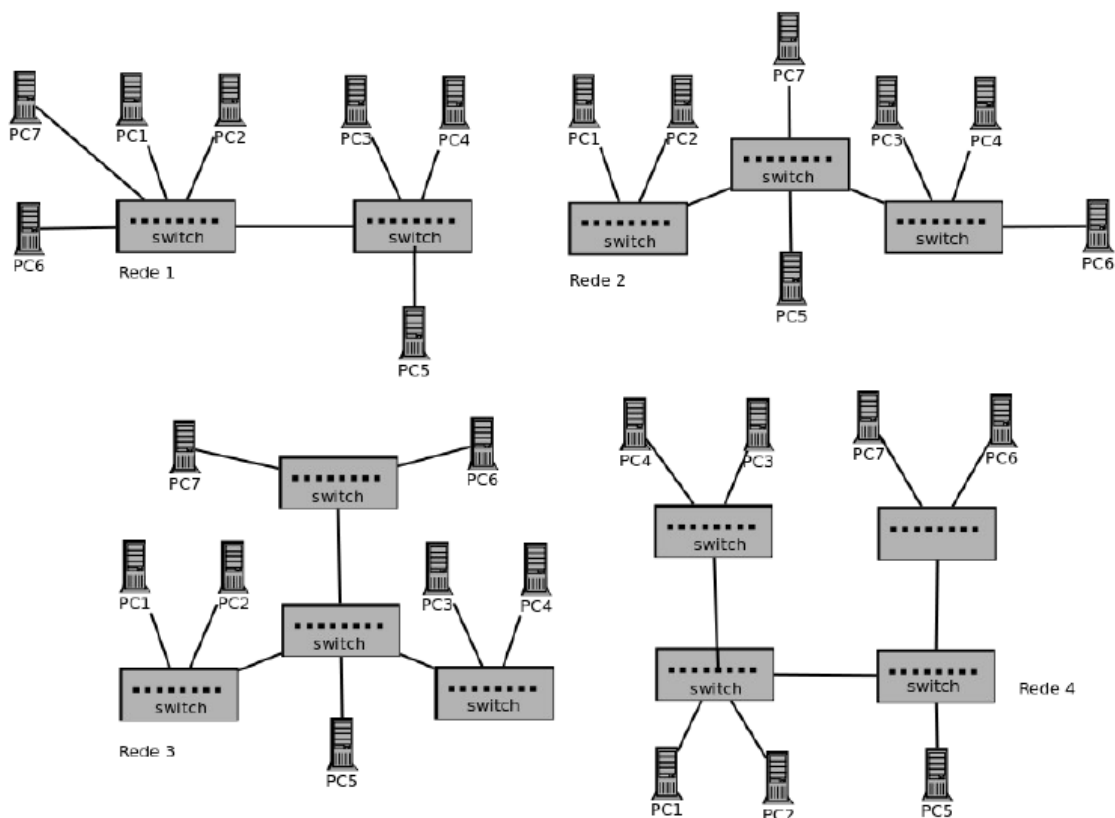 PC7
PC1
PC2
PC3
PC4
switch
switch
PC6
Rede 1
PC5
PC7
PC1
PC2
PC3
PC4
switch
switch
switch
PC6
Rede 2
PC5
PC7
PC6
switch
PC1
PC2
PC3
PC4
switch
switch
switch
Rede 3
PC5
PC4
PC3
PC7
PC6
switch
switch
switch
Rede 4
PC1
PC2
PC5